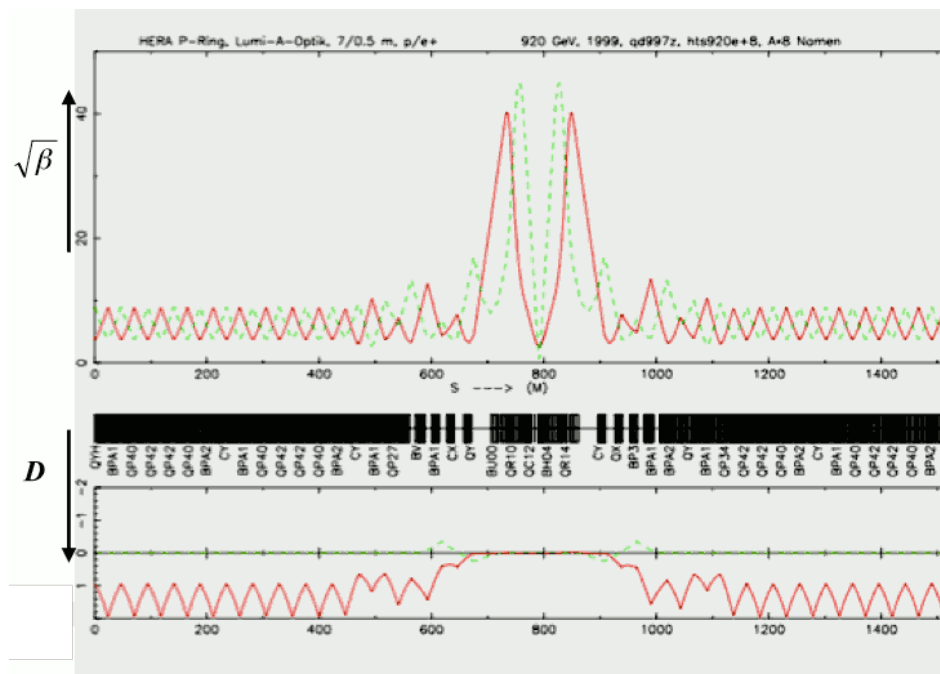 HERA P-Ring, Lumi-A-Optik, 7/0.5 m, p/e+ 920 GeV, 1999, qd997z, hts920e+8, A*8 Namen
√β
40
20
0
0 200 400 600 800 1000 1200 1400
S ---> (M)
QYH BPA1 QP40 QP42 QP42 QP40 BPA2 CY BPA1 QP40 QP42 QP40 BPA2 CY BPA1 QP27 BV BPA1 CX QY BU00 QR10 QC12 BH04 QR14 CY QX BP3 BPA1 BPA2 QY BPA1 QP34 QP42 QP42 QP40 BPA2 CY BPA1 QP40 QP42 QP42 QP40 BPA2
D
-2
-1
0
1
0 200 400 600 800 1000 1200 1400